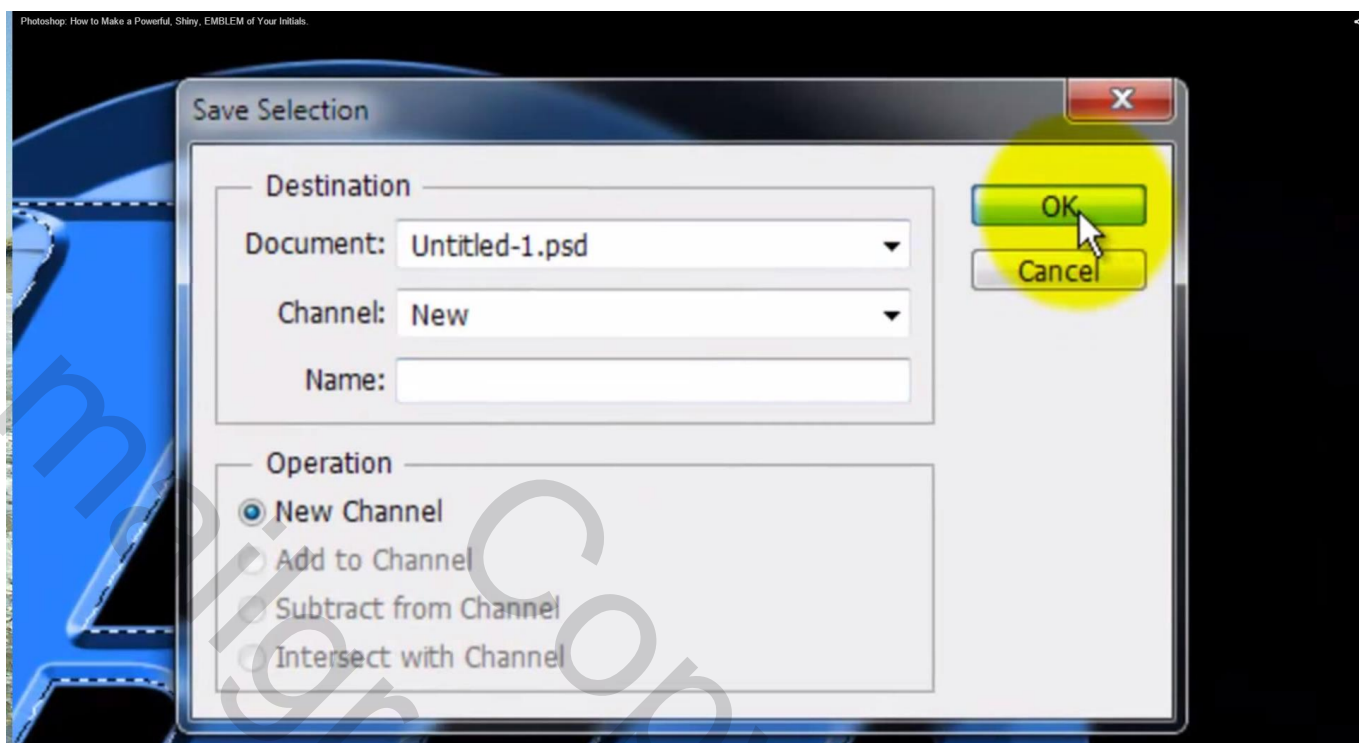 Photoshop: How to Make a Powerful, Shiny, EMBLEM of Your Initials.
Save Selection
Destination
Document: Untitled-1.psd
Channel: New
Name:
OK
Cancel
Operation
New Channel
Add to Channel
Subtract from Channel
Intersect with Channel